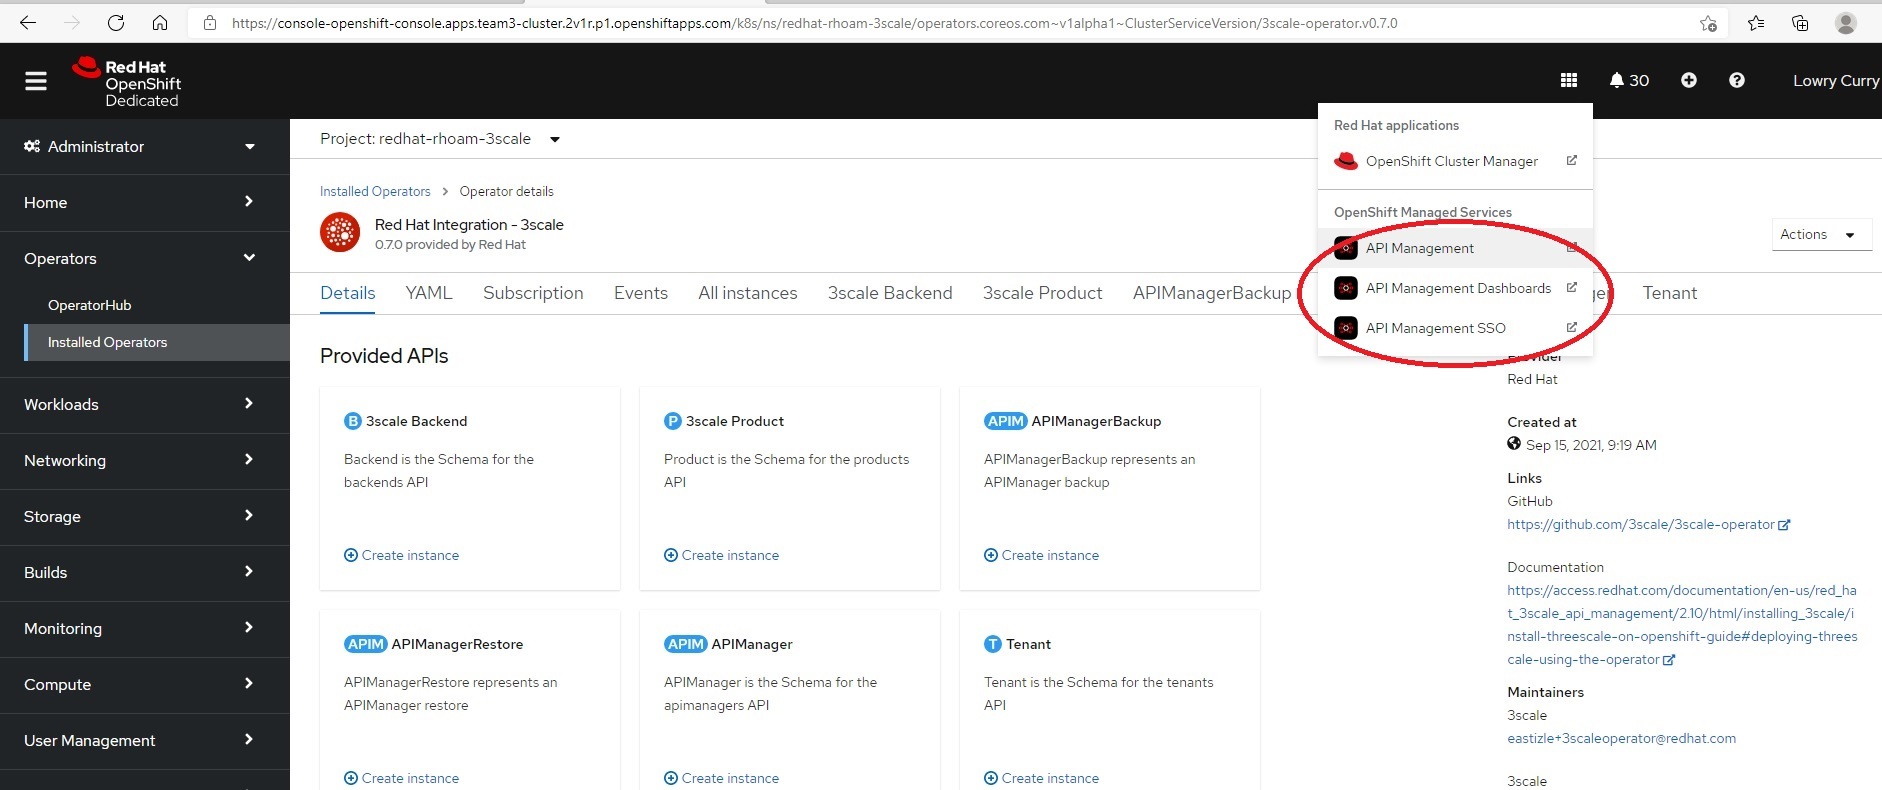 https://console-openshift-console.apps.team3-cluster.2v1r.p1.openshiftapps.com/k8s/ns/redhat-rhoam-3scale/operators.coreos.com~v1alpha1~ClusterServiceVersion/3scale-operator.v0.7.0
Red Hat
OpenShift
Dedicated
30
Lowry Curry
Administrator
Home
Operators
OperatorHub
Installed Operators
Workloads
Networking
Storage
Builds
Monitoring
Compute
User Management
Project: redhat-rhoam-3scale
Installed Operators > Operator details
Red Hat Integration - 3scale
0.7.0 provided by Red Hat
Actions
Red Hat applications
OpenShift Cluster Manager
OpenShift Managed Services
API Management
API Management Dashboards
API Management SSO
Details YAML Subscription Events All instances 3scale Backend 3scale Product APIManagerBackup Tenant
Provided APIs
B 3scale Backend
Backend is the Schema for the
backends API
Create instance
P 3scale Product
Product is the Schema for the products
API
Create instance
APIM APIManagerBackup
APIManagerBackup represents an
APIManager backup
Create instance
APIM APIManagerRestore
APIManagerRestore represents an
APIManager restore
Create instance
APIM APIManager
APIManager is the Schema for the
apimanagers API
Create instance
T Tenant
Tenant is the Schema for the tenants
API
Create instance
Provider
Red Hat
Created at
Sep 15, 2021, 9:19 AM
Links
GitHub
https://github.com/3scale/3scale-operator
Documentation
https://access.redhat.com/documentation/en-us/red_ha
t_3scale_api_management/2.10/html/installing_3scale/i
nstall-threescale-on-openshift-guide#deploying-threes
cale-using-the-operator
Maintainers
3scale
eastizle+3scaleoperator@redhat.com
3scale